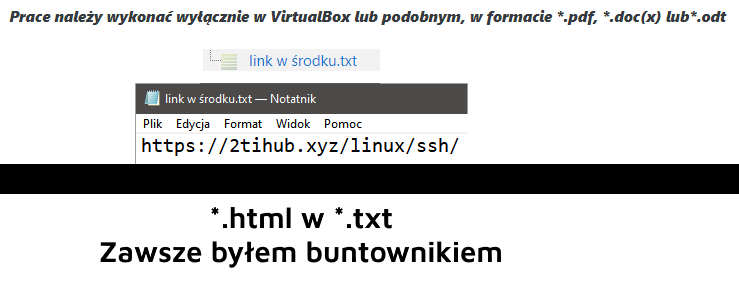 Prace należy wykonać wyłącznie w VirtualBox lub podobnym, w formacie *.pdf, *.doc(x) lub*.odt
link w środku.txt
link w środku.txt — Notatnik
Plik Edycja Format Widok Pomoc
https://2tihub.xyz/linux/ssh/
*.html w *.txt
Zawsze byłem buntownikiem